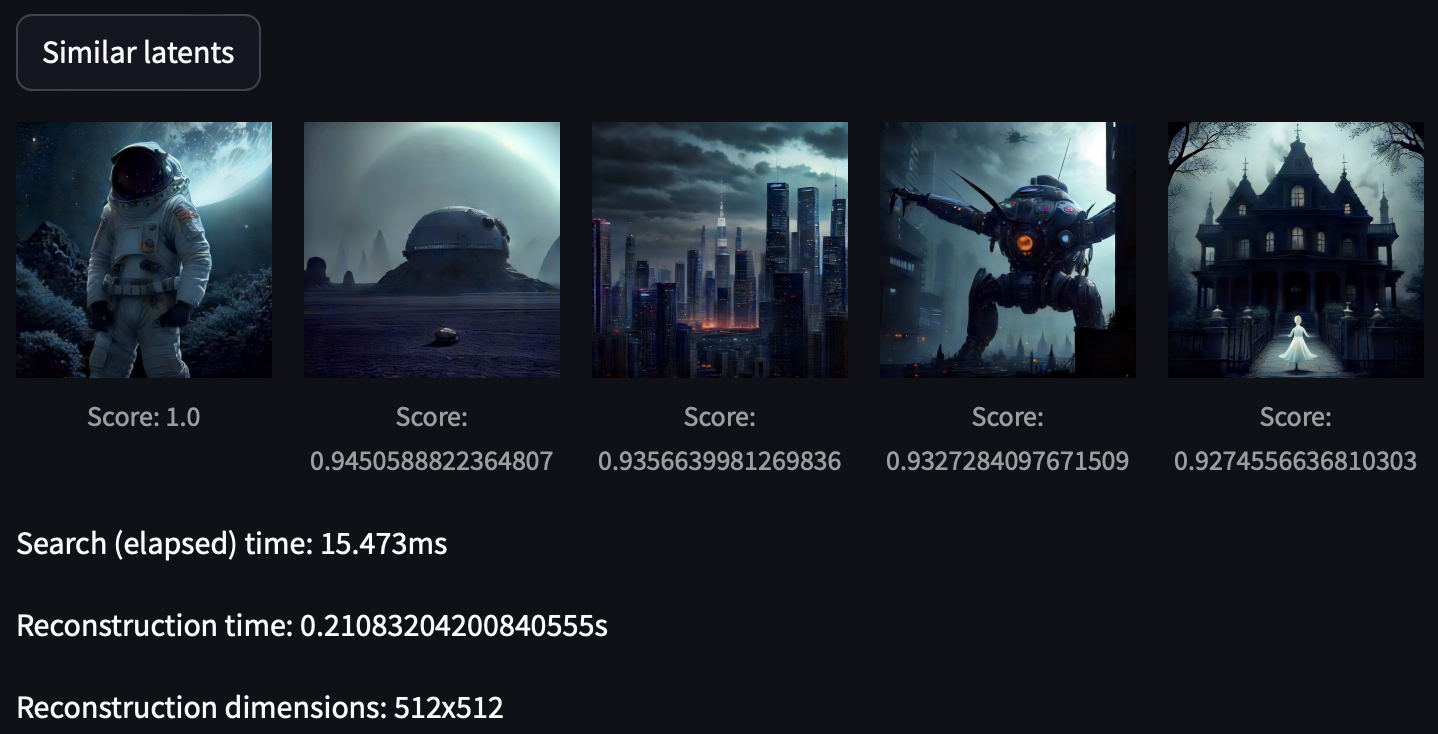 Similar latents
Score: 1.0
Score:
0.9450588822364807
Score:
0.9356639981269836
Score:
0.9327284097671509
Score:
0.9274556636810303
Search (elapsed) time: 15.473ms
Reconstruction time: 0.21083204200840555s
Reconstruction dimensions: 512x512